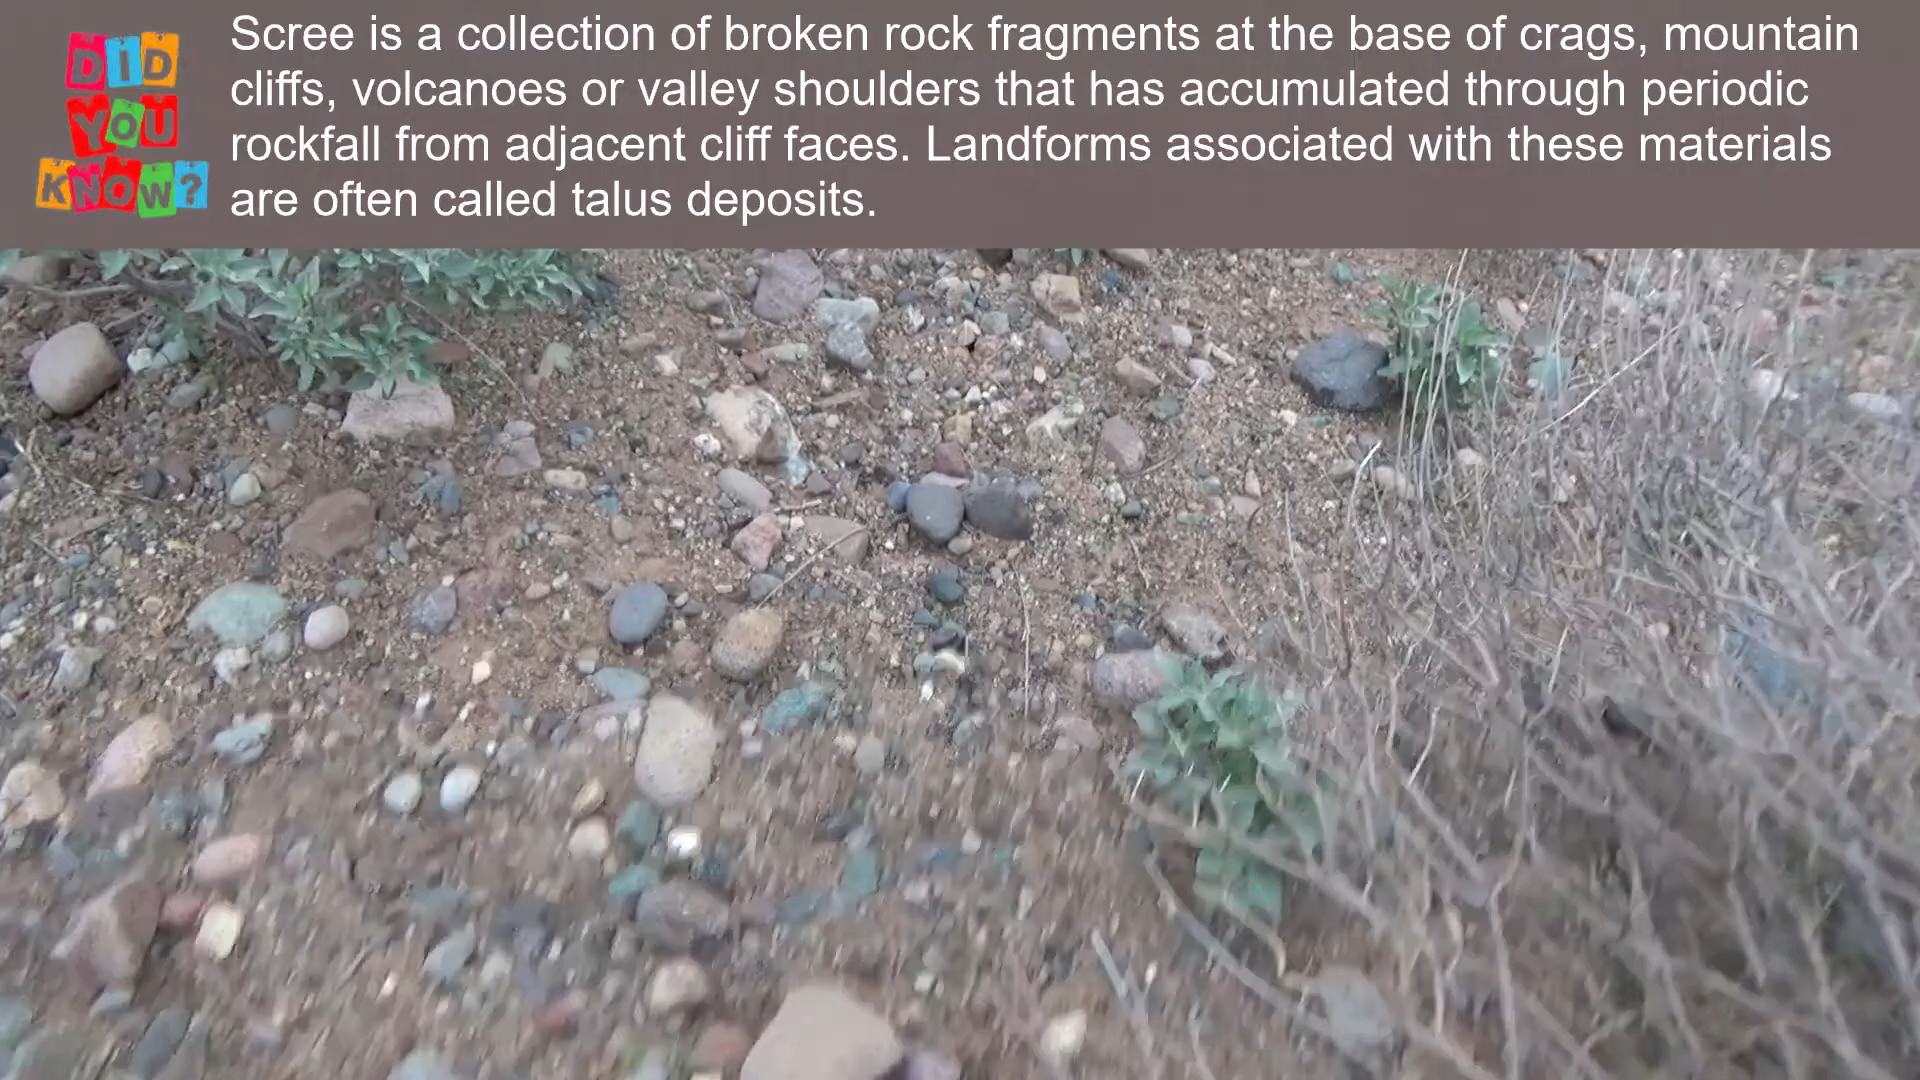 DID
YOU
KNOW?
Scree is a collection of broken rock fragments at the base of crags, mountain
cliffs, volcanoes or valley shoulders that has accumulated through periodic
rockfall from adjacent cliff faces. Landforms associated with these materials
are often called talus deposits.